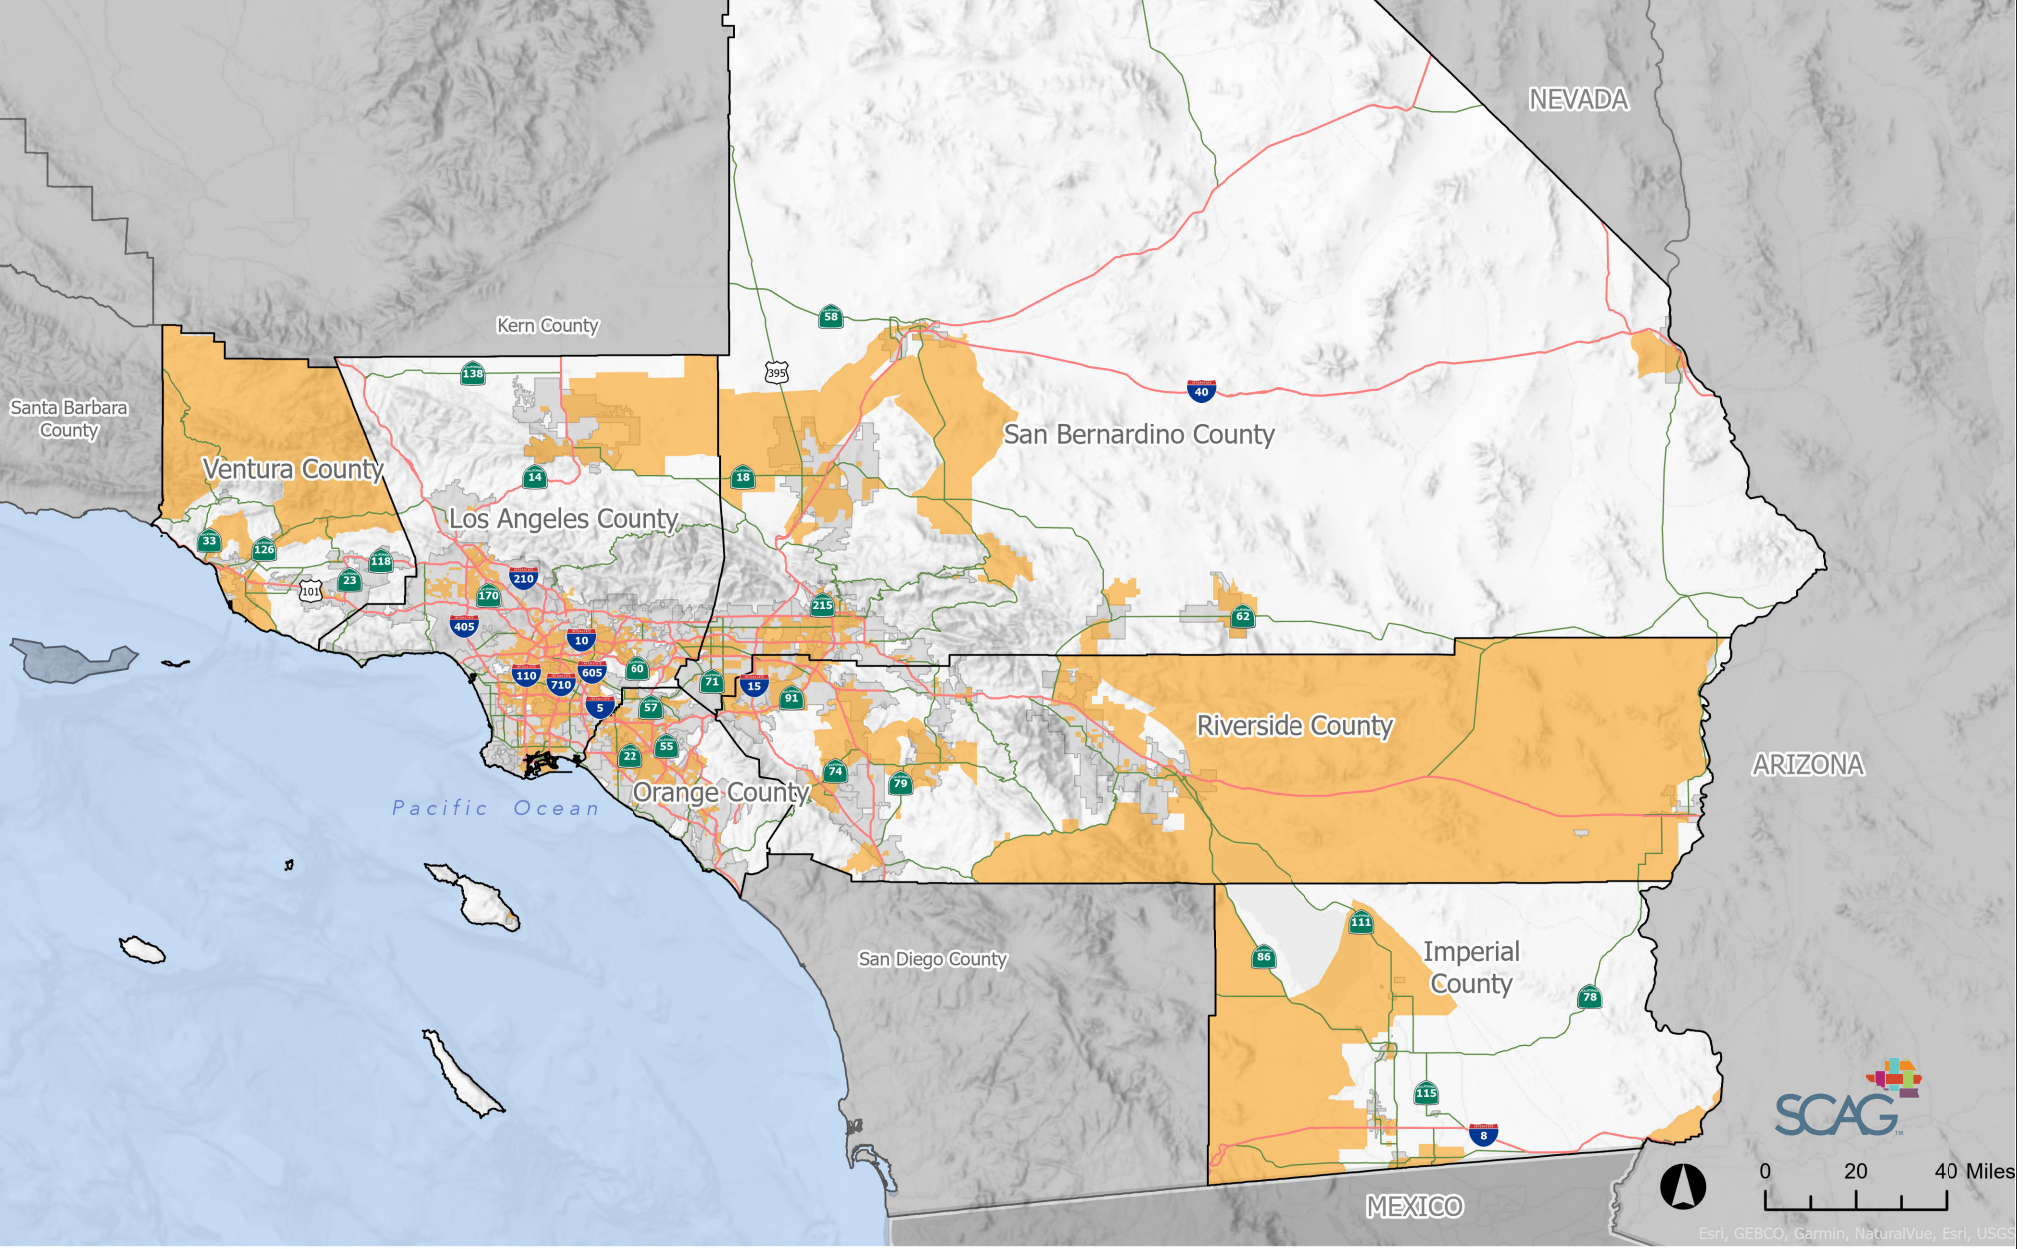 NEVADA
58
Kern County
138
395
40
Santa Barbara
County
San Bernardino County
Ventura County
14
18
Los Angeles County
33
126
118
23
101
210
170
215
62
405
10
110
605
60
710
71
15
91
5
57
Riverside County
55
22
74
79
ARIZONA
Orange County
Pacific Ocean
111
86
Imperial
County
San Diego County
78
115
8
SCAG
TM
0 20 40 Miles
MEXICO
Esri, GEBCO, Garmin, NaturalVue, Esri, USGS